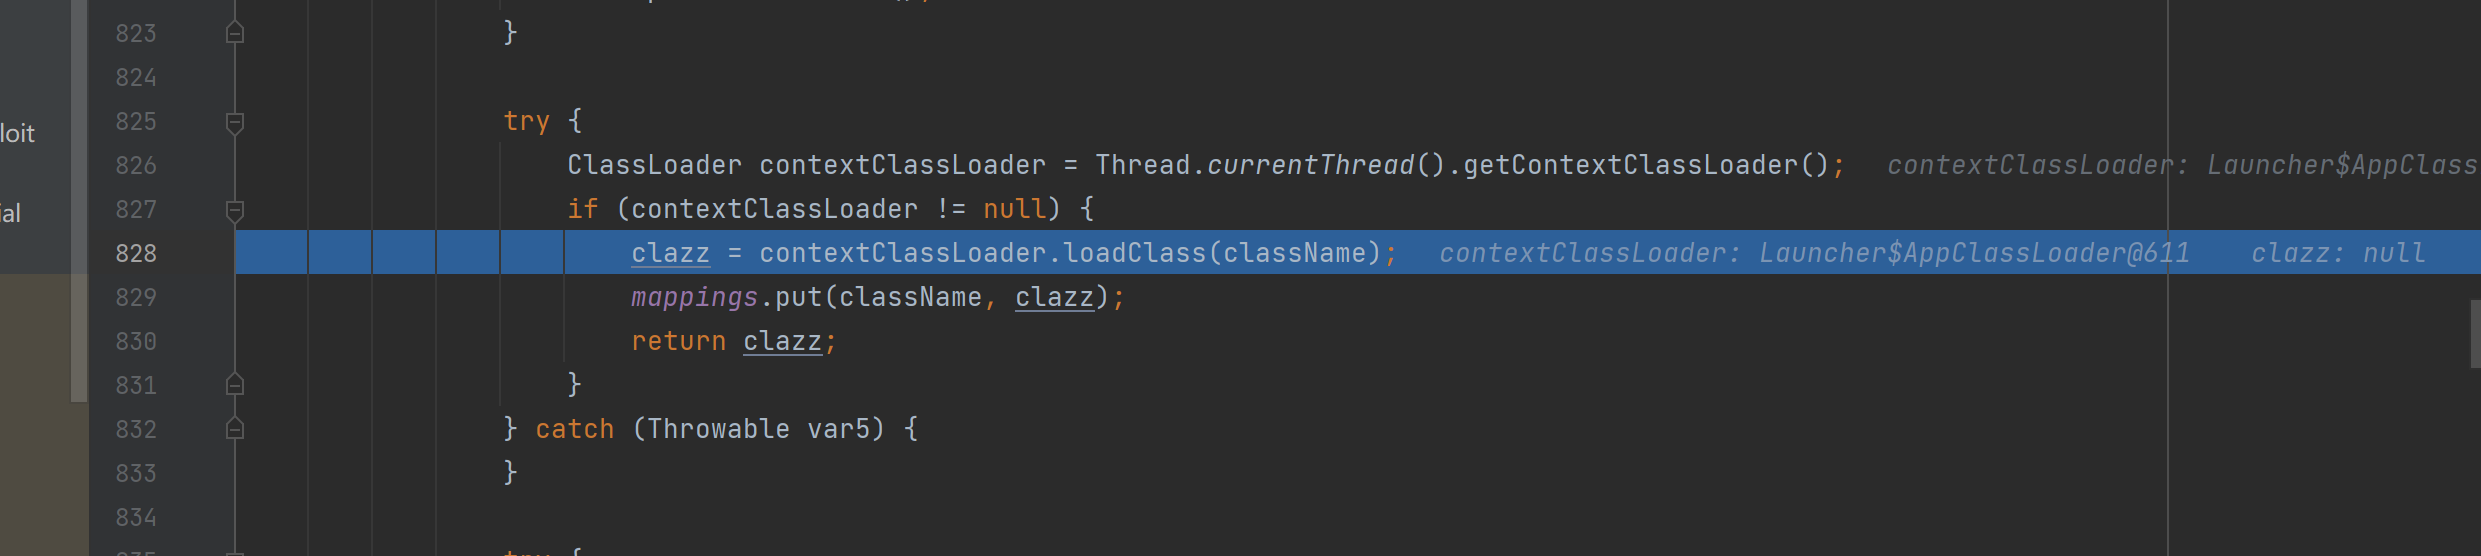 823 }
824
825 try {
loit
826 ClassLoader contextClassLoader = Thread.currentThread().getContextClassLoader(); contextClassLoader: Launcher$AppClass
827 if (contextClassLoader != null) {
ial
828 clazz = contextClassLoader.loadClass(className); contextClassLoader: Launcher$AppClassLoader@611 clazz: null
829 mappings.put(className, clazz);
830 return clazz;
831 }
832 } catch (Throwable var5) {
833 }
834
835 try {